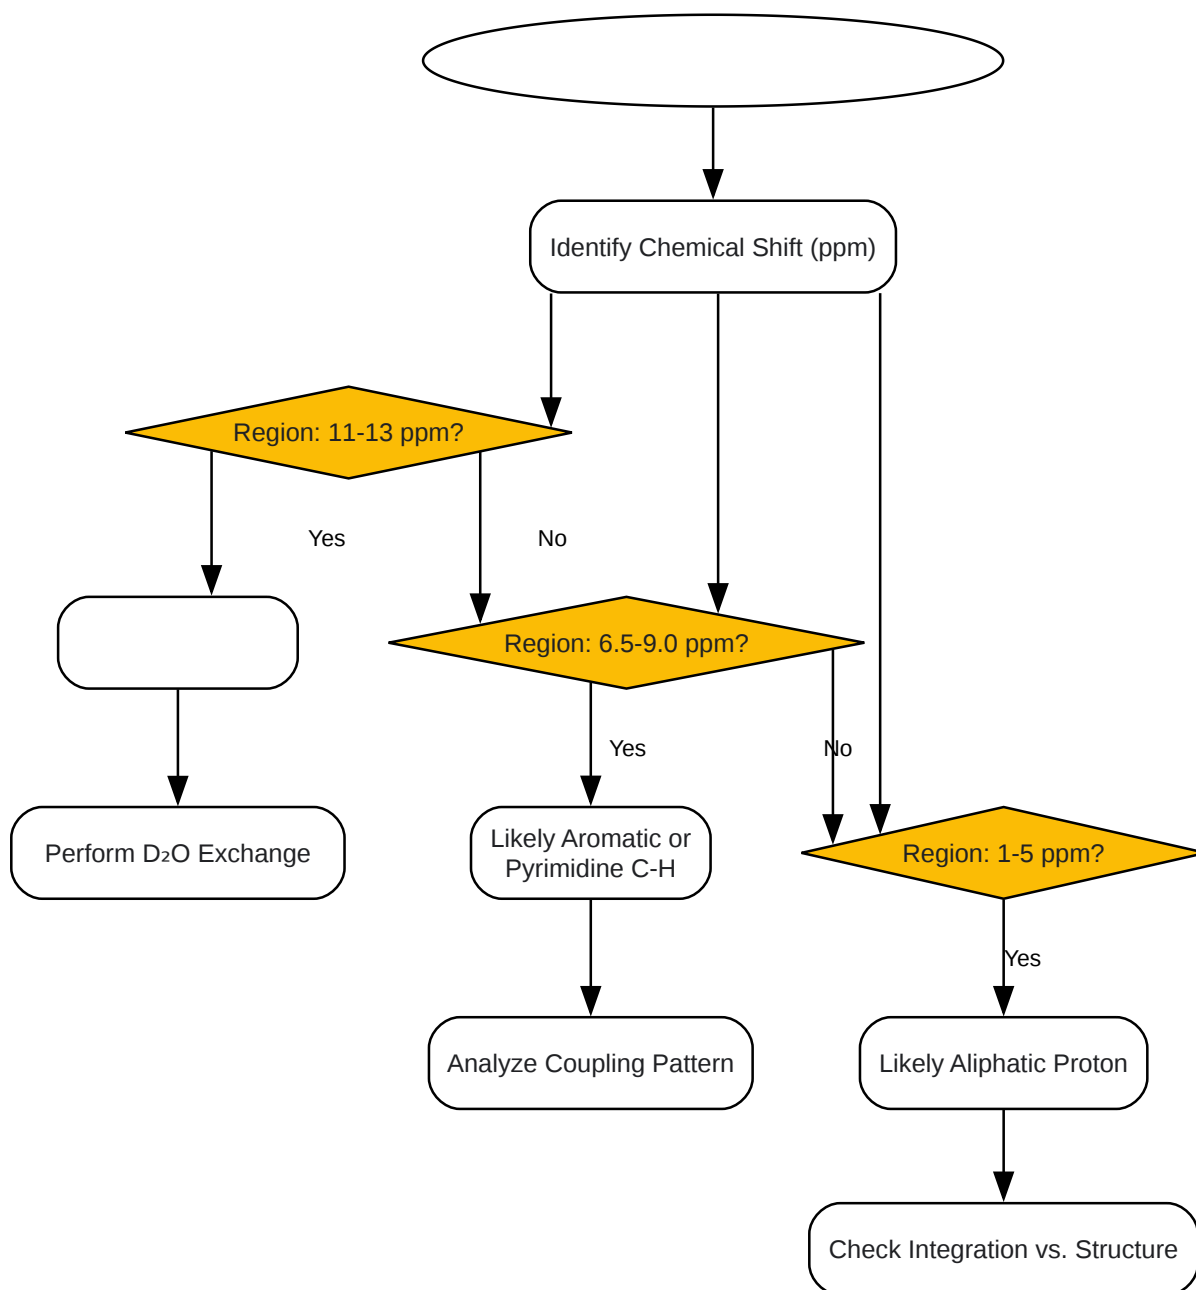 Identify Chemical Shift (ppm)
Region: 11-13 ppm?
Yes
No
Region: 6.5-9.0 ppm?
Yes
No
Perform D₂O Exchange
Likely Aromatic or
Pyrimidine C-H
Region: 1-5 ppm?
Yes
Analyze Coupling Pattern
Likely Aliphatic Proton
Check Integration vs. Structure